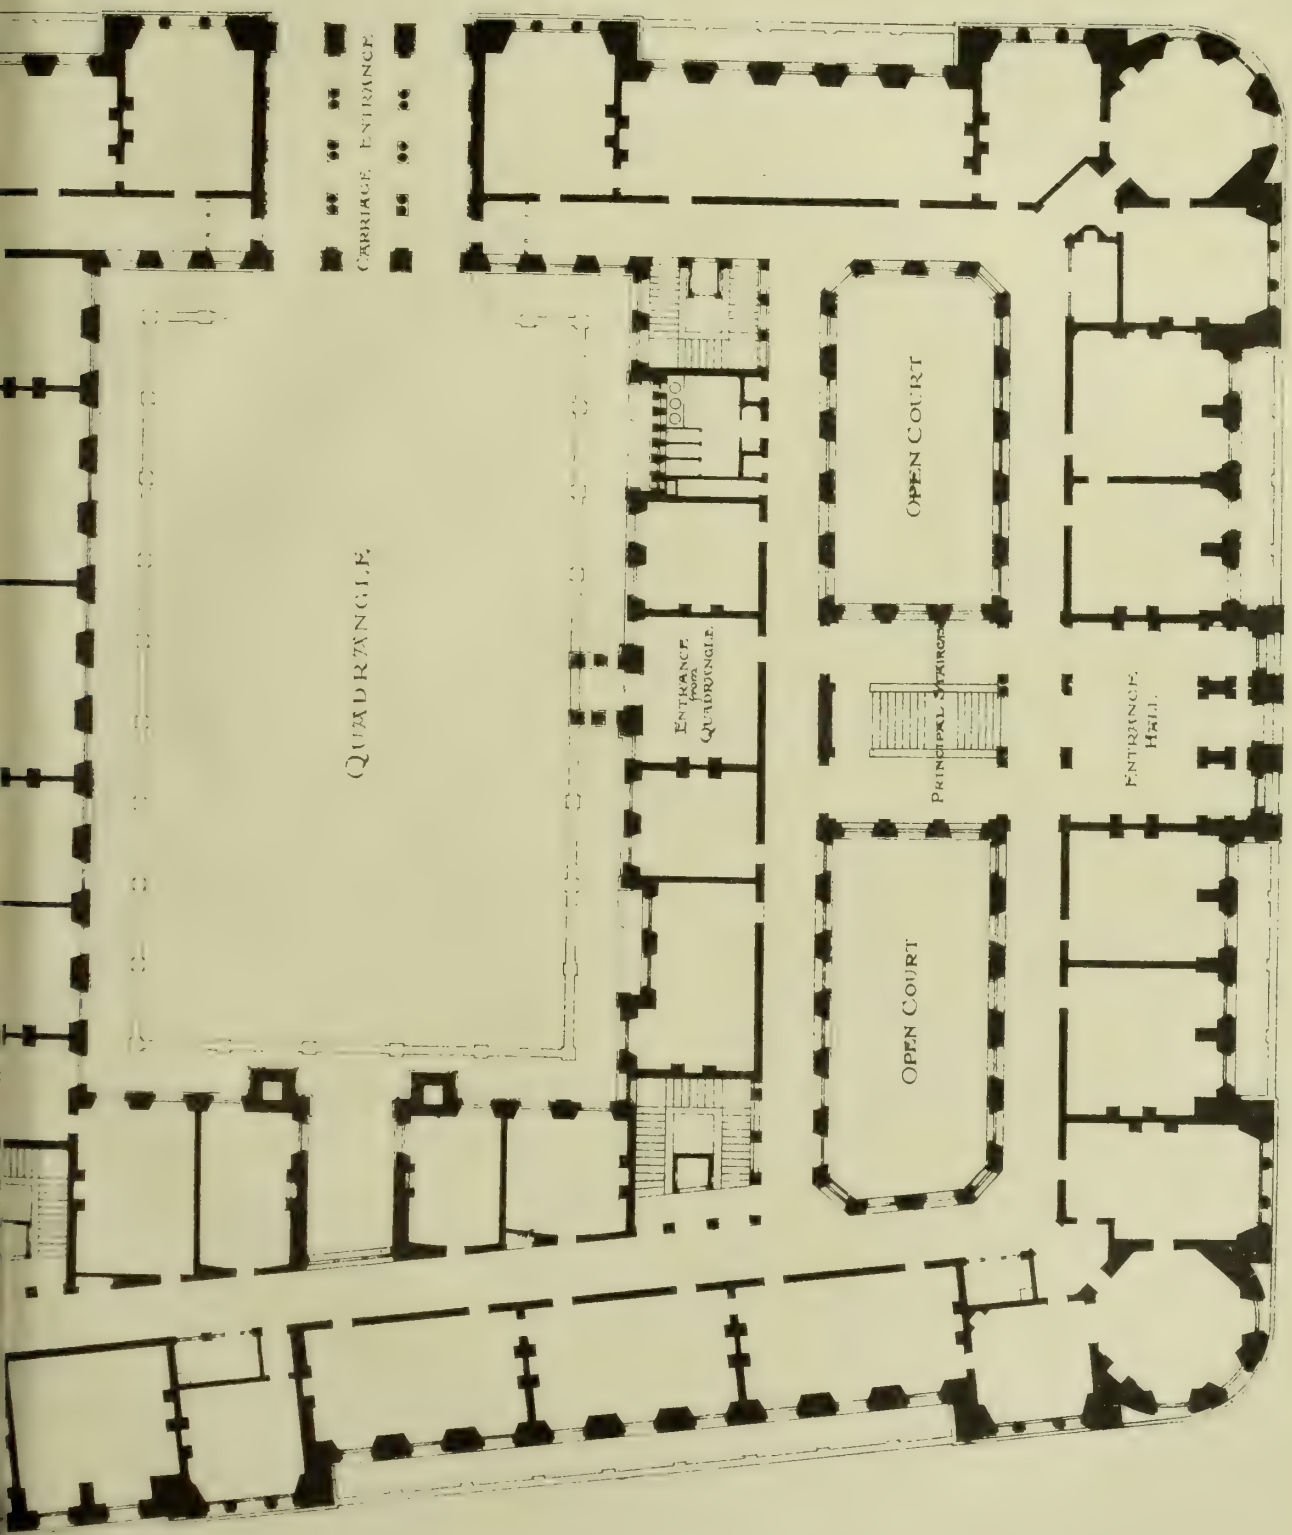 CARRIAGE ENTRANCE
QUADRANGLE
ENTRANCE
from
QUADRANGLE
OPEN COURT
PRINCIPAL STAIRCASE
OPEN COURT
ENTRANCE
HALL